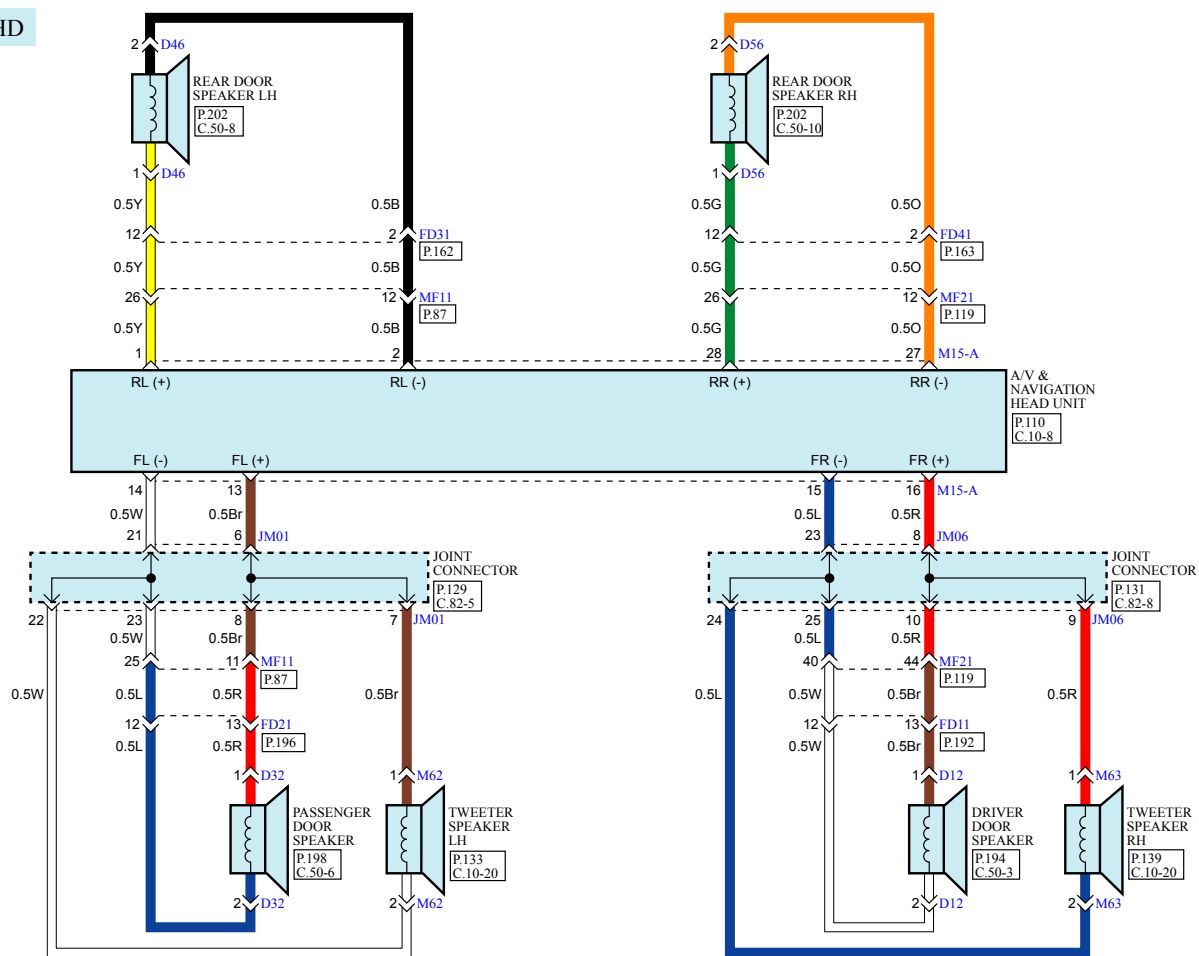 HD
2 D46
2 D56
REAR DOOR
SPEAKER LH
P.202
C.50-8
REAR DOOR
SPEAKER RH
P.202
C.50-10
1 D46
1 D56
0.5Y 0.5B 0.5G 0.5O
12 2 FD31 12 2 FD41
P.162 P.163
0.5Y 0.5B 0.5G 0.5O
26 12 MF11 26 12 MF21
P.87 P.119
0.5Y 0.5B 0.5G 0.5O
1 2 28 27 M15-A
RL (+) RL (-) RR (+) RR (-)
A/V &
NAVIGATION
HEAD UNIT
P.110
C.10-8
FL (-) FL (+) FR (-) FR (+)
14 13 15 16 M15-A
0.5W 0.5Br 0.5L 0.5R
21 6 JM01 23 8 JM06
JOINT
CONNECTOR
P.129
C.82-5
JOINT
CONNECTOR
P.131
C.82-8
22 23 8 7 JM01 24 25 10 9 JM06
0.5W 0.5Br 0.5L 0.5R
25 11 MF11 40 44 MF21
P.87 P.119
0.5W 0.5L 0.5R 0.5Br 0.5L 0.5W 0.5Br 0.5R
12 13 FD21 12 13 FD11
P.196 P.192
0.5L 0.5R 0.5W 0.5Br
1 D32 1 M62 1 D12 1 M63
PASSENGER
DOOR
SPEAKER
P.198
C.50-6
TWEETER
SPEAKER
LH
P.133
C.10-20
DRIVER
DOOR
SPEAKER
P.194
C.50-3
TWEETER
SPEAKER
RH
P.139
C.10-20
2 D32 2 M62 2 D12 2 M63